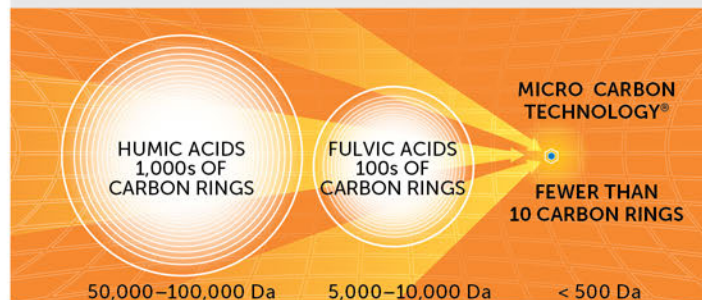 HUMIC ACIDS
1,000s OF
CARBON RINGS
FULVIC ACIDS
100s OF
CARBON RINGS
MICRO CARBON
TECHNOLOGY®
FEWER THAN
10 CARBON RINGS
50,000–100,000 Da
5,000–10,000 Da
< 500 Da